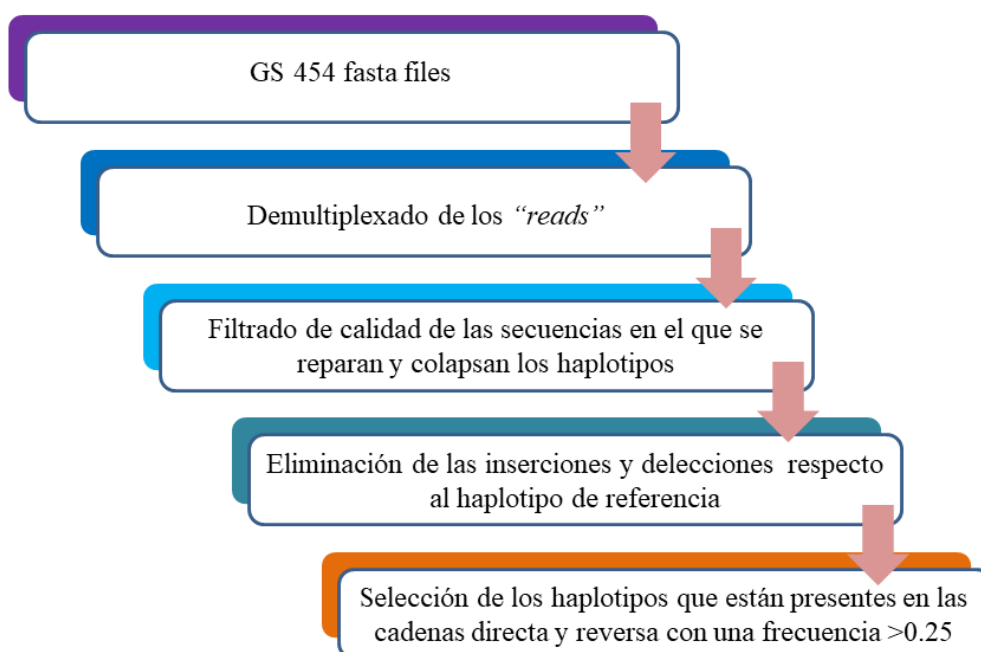 GS 454 fasta files
Demultiplexado de los “reads”
Filtrado de calidad de las secuencias en el que se
reparan y colapsan los haplotipos
Eliminación de las inserciones y delecciones respecto
al haplotipo de referencia
Selección de los haplotipos que están presentes en las
cadenas directa y reversa con una frecuencia >0.25